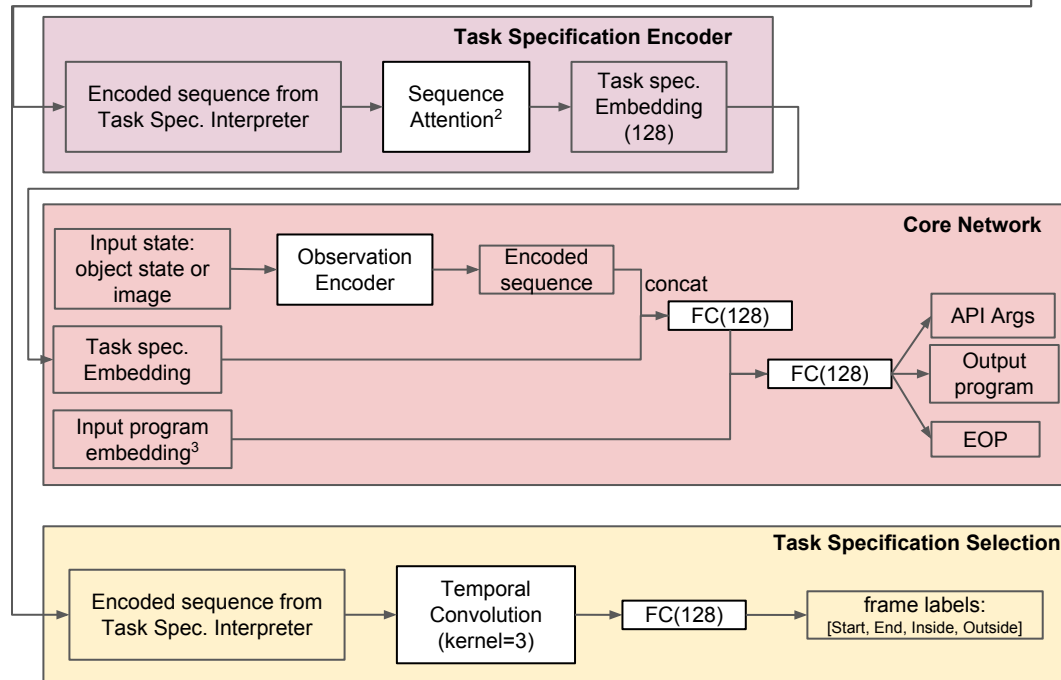 Task Specification Encoder
Encoded sequence from
Task Spec. Interpreter
Sequence
Attention²
Task spec.
Embedding
(128)
Core Network
Input state:
object state or
image
Observation
Encoder
Encoded
sequence
concat
FC(128)
Task spec.
Embedding
FC(128)
Input program
embedding³
API Args
Output
program
EOP
Task Specification Selection
Encoded sequence from
Task Spec. Interpreter
Temporal
Convolution
(kernel=3)
FC(128)
frame labels:
[Start, End, Inside, Outside]